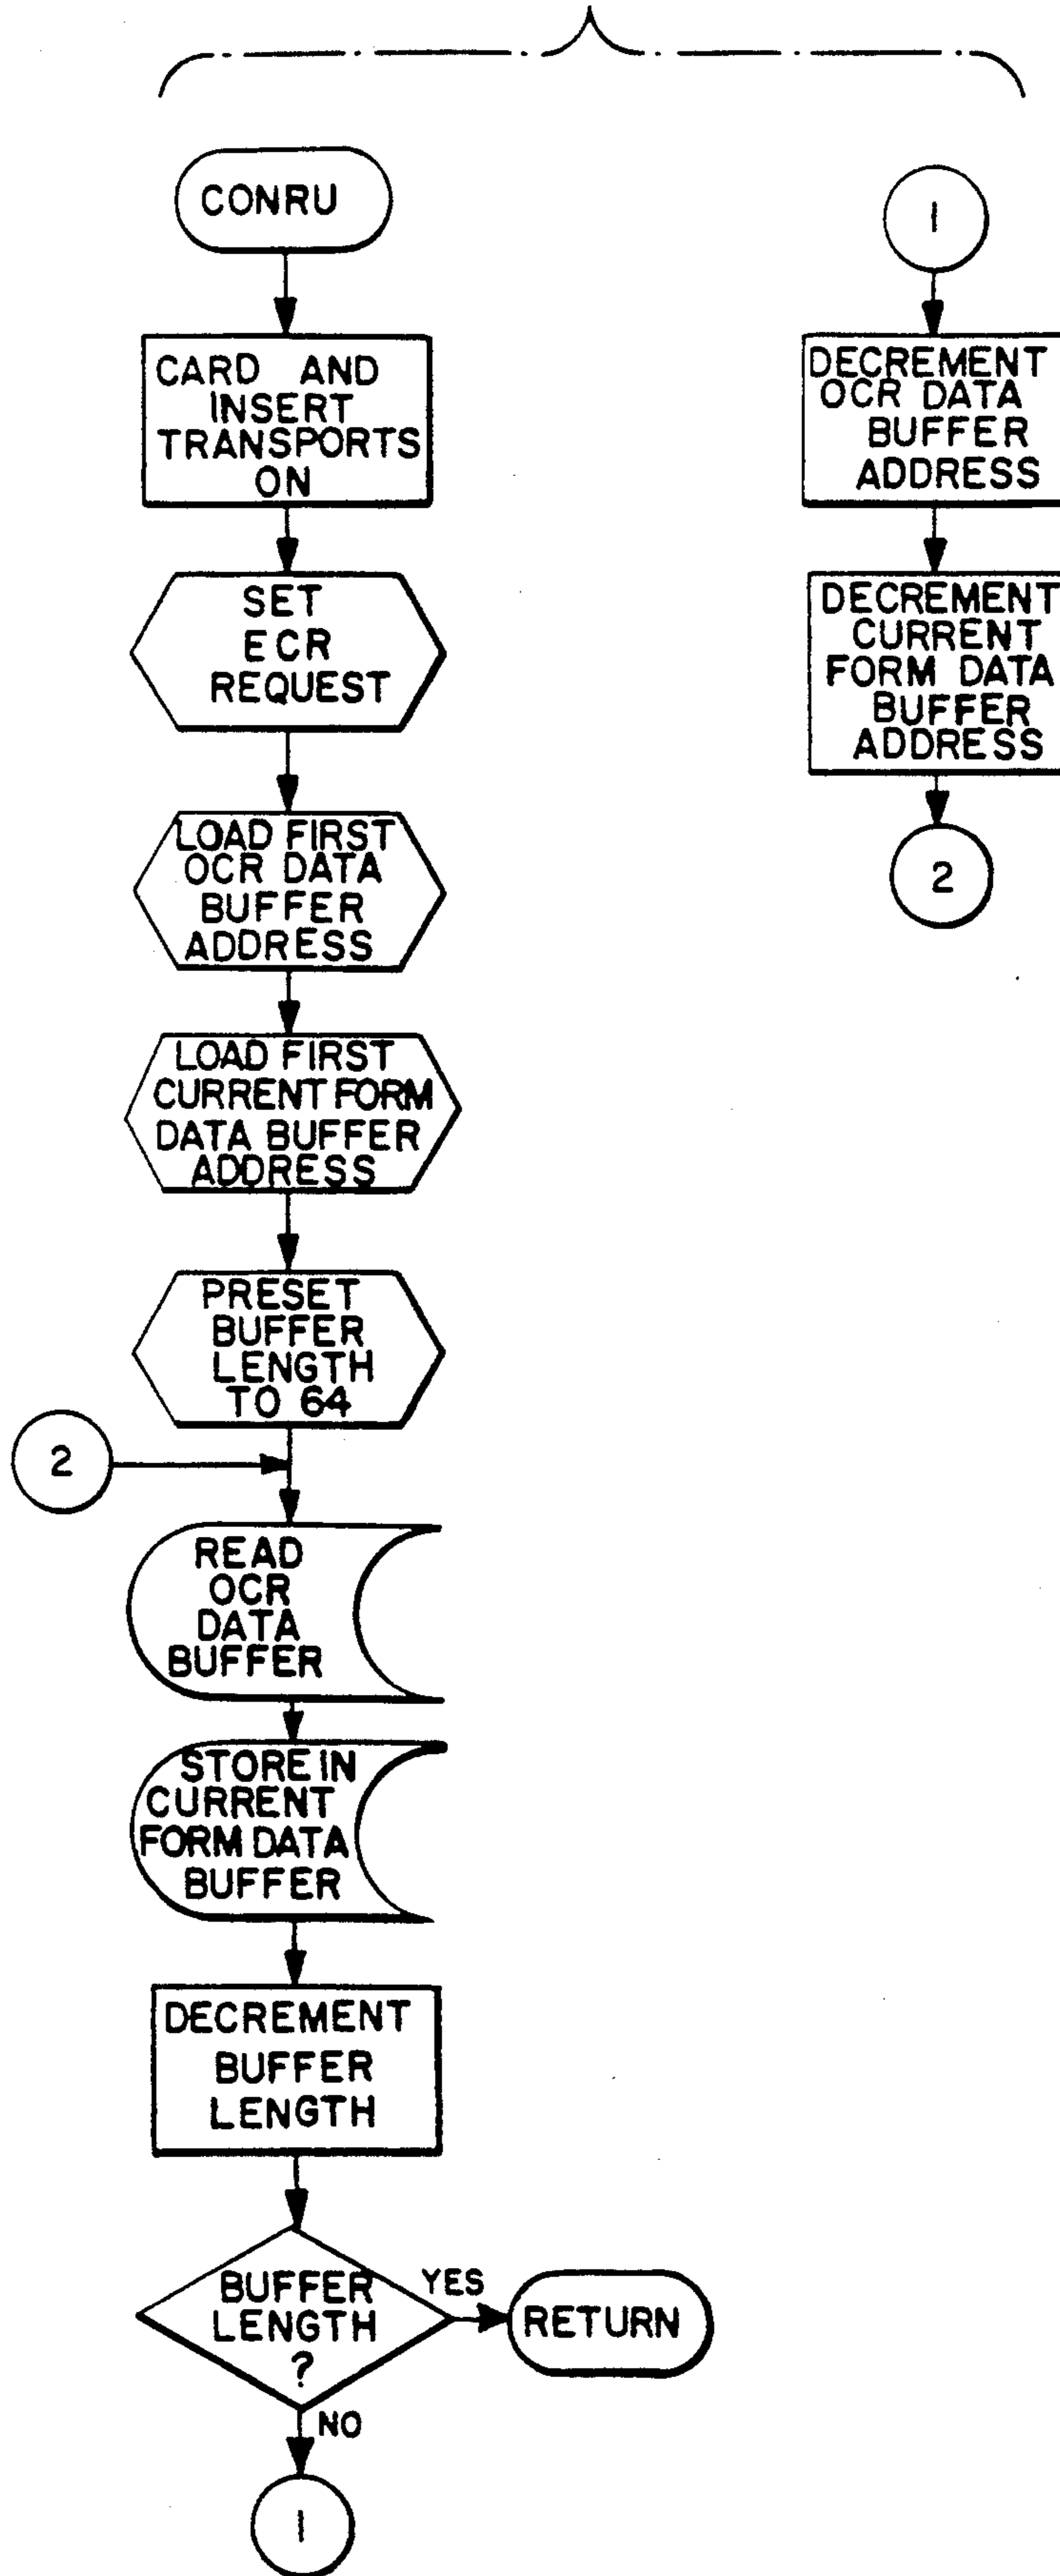 CONRU
CARD AND
INSERT
TRANSPORTS
ON
SET
ECR
REQUEST
LOAD FIRST
OCR DATA
BUFFER
ADDRESS
LOAD FIRST
CURRENT FORM
DATA BUFFER
ADDRESS
PRESET
BUFFER
LENGTH
TO 64
2
READ
OCR
DATA
BUFFER
STORE IN
CURRENT
FORM DATA
BUFFER
DECREMENT
BUFFER
LENGTH
BUFFER
LENGTH
?
YES
RETURN
NO
1
1
DECREMENT
OCR DATA
BUFFER
ADDRESS
DECREMENT
CURRENT
FORM DATA
BUFFER
ADDRESS
2